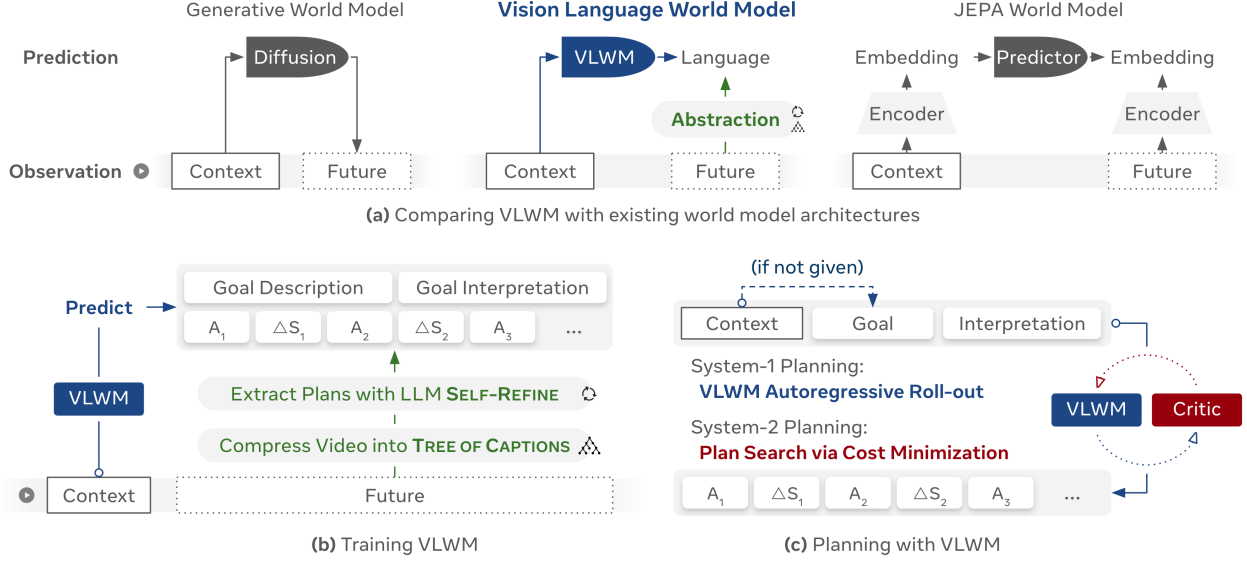 Generative World Model
Vision Language World Model
JEPA World Model
Prediction
Diffusion
VLWM
Language
Embedding
Predictor
Embedding
Abstraction
Encoder
Encoder
Observation
Context
Future
Context
Future
Context
Future
(a) Comparing VLWM with existing world model architectures
Predict
Goal Description
Goal Interpretation
A1
△S1
A2
△S2
A3
...
VLWM
Extract Plans with LLM SELF-REFINE
Compress Video into TREE OF CAPTIONS
Context
Future
(b) Training VLWM
(if not given)
Context
Goal
Interpretation
System-1 Planning:
VLWM Autoregressive Roll-out
System-2 Planning:
Plan Search via Cost Minimization
VLWM
Critic
A1
△S1
A2
△S2
A3
...
(c) Planning with VLWM